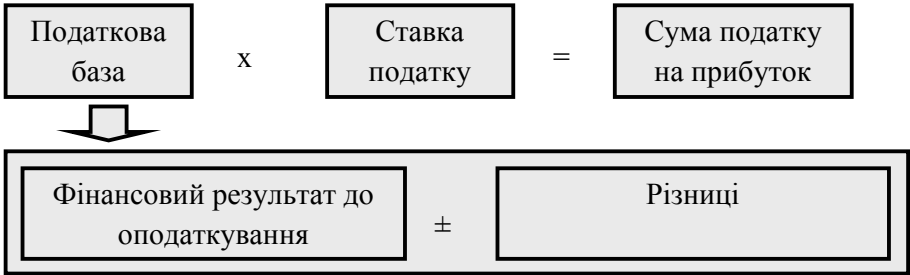 Податкова база х Ставка податку = Сума податку на прибуток
Фінансовий результат до оподаткування ± Різниці